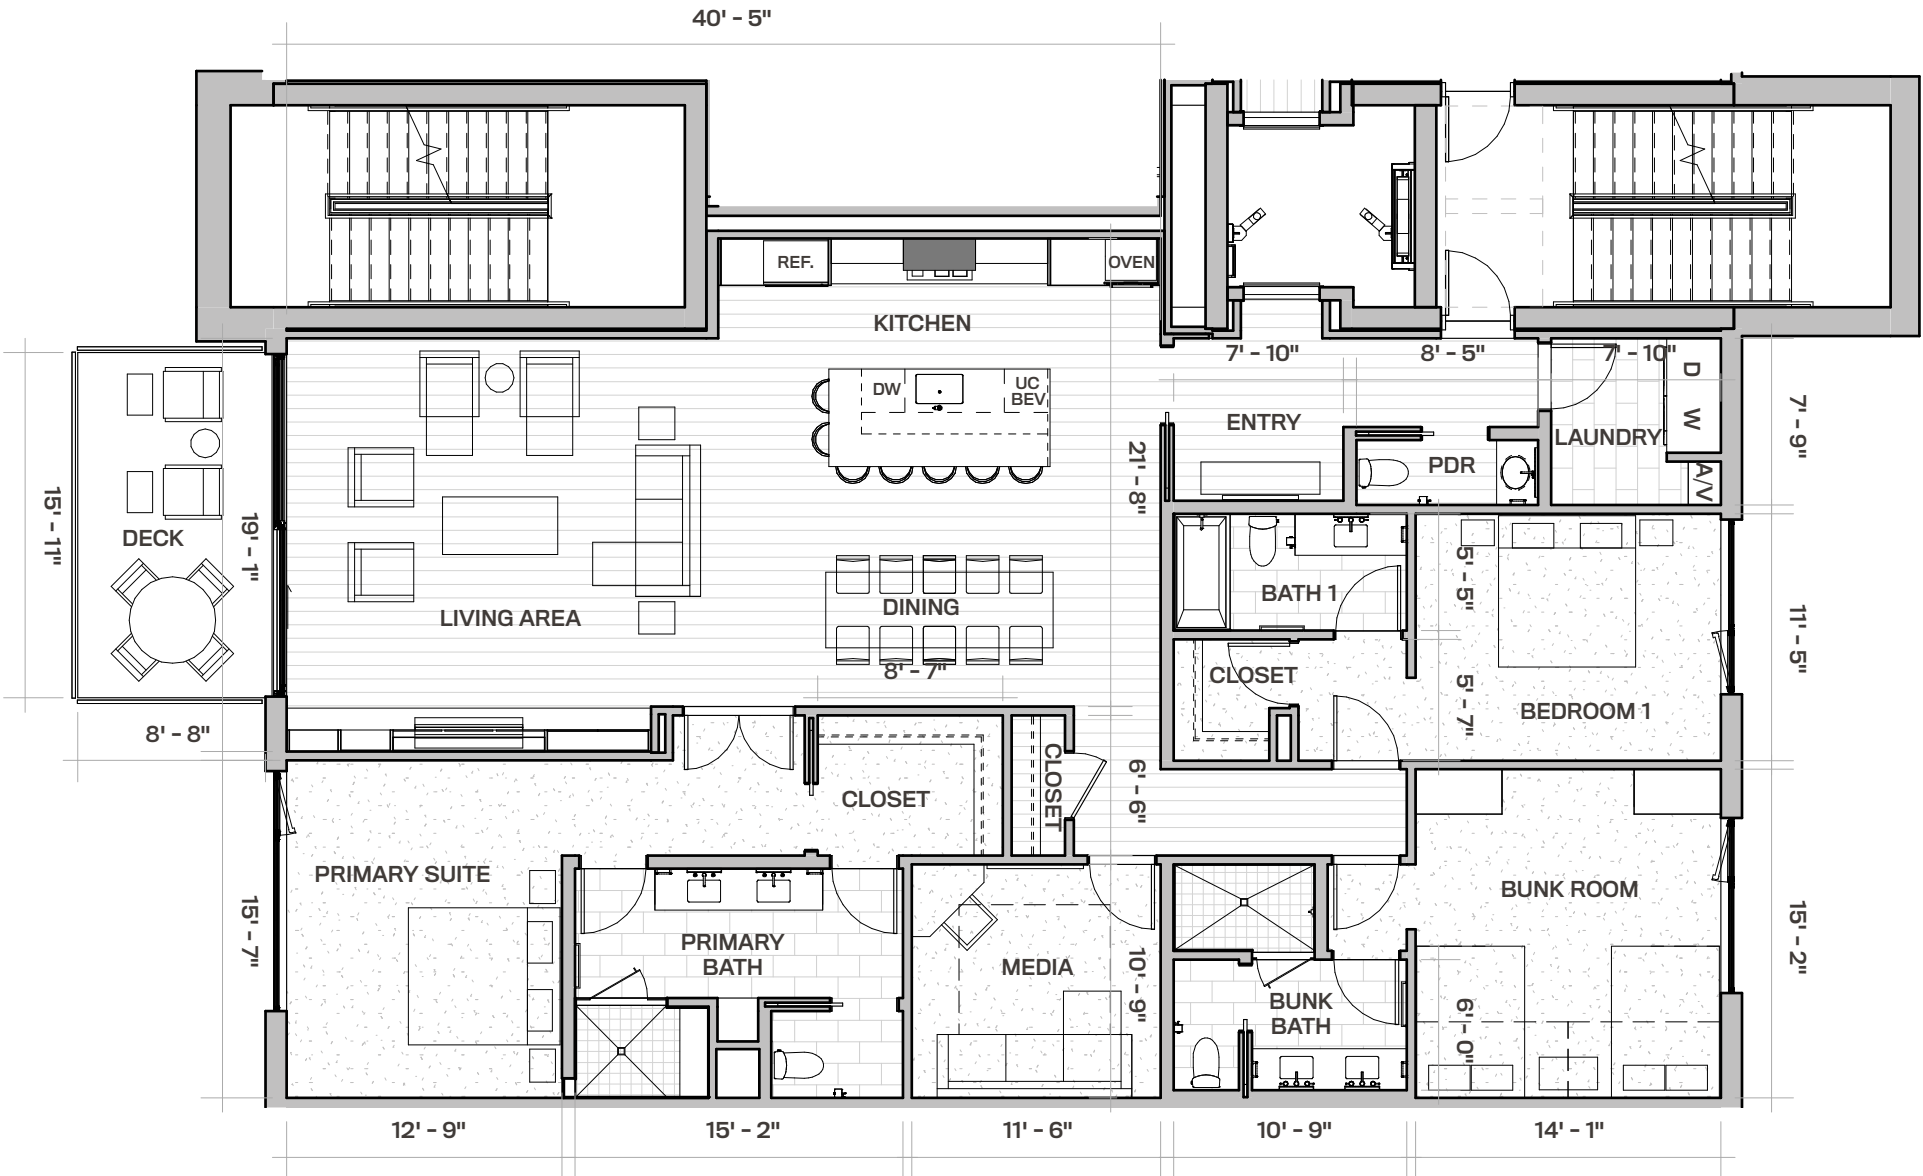 40' - 5"
REF.
OVEN
KITCHEN
7' - 10"
8' - 5"
7' - 10"
D
W
DW
UC
BEV
ENTRY
LAUNDRY
7' - 9"
PDR
A/V
21' - 8"
15' - 11"
DECK
19' - 1"
5' - 5"
BATH 1
DINING
LIVING AREA
11' - 5"
8' - 7"
CLOSET
5' - 7"
BEDROOM 1
8' - 8"
CLOSET
CLOSET
6' - 6"
PRIMARY SUITE
BUNK ROOM
15' - 7"
PRIMARY
BATH
MEDIA
10' - 9"
15' - 2"
BUNK
BATH
6' - 0"
12' - 9"
15' - 2"
11' - 6"
10' - 9"
14' - 1"